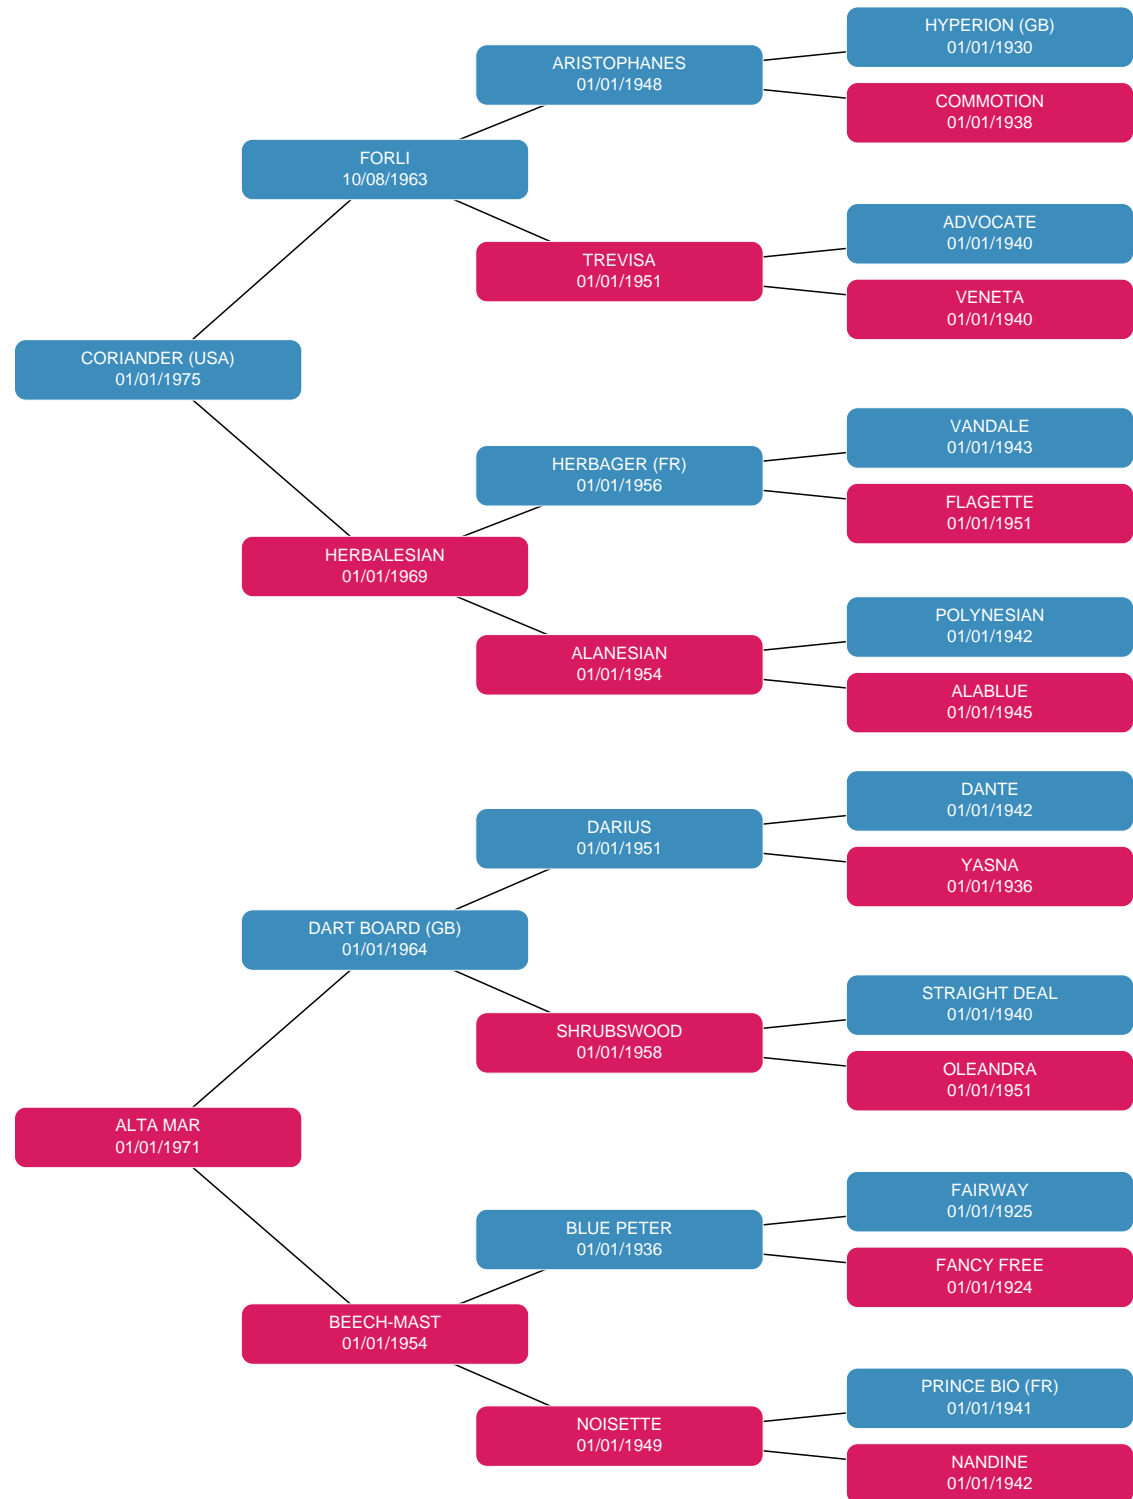 HYPERION (GB)
01/01/1930
ARISTOPHANES
01/01/1948
COMMOTION
01/01/1938
FORLI
10/08/1963
ADVOCATE
01/01/1940
TREVISA
01/01/1951
VENETA
01/01/1940
CORIANDER (USA)
01/01/1975
VANDALE
01/01/1943
HERBAGER (FR)
01/01/1956
FLAGETTE
01/01/1951
HERBALESIAN
01/01/1969
POLYNESIAN
01/01/1942
ALANESIAN
01/01/1954
ALABLUE
01/01/1945
DANTE
01/01/1942
DARIUS
01/01/1951
YASNA
01/01/1936
DART BOARD (GB)
01/01/1964
STRAIGHT DEAL
01/01/1940
SHRUBSWOOD
01/01/1958
OLEANDRA
01/01/1951
ALTA MAR
01/01/1971
FAIRWAY
01/01/1925
BLUE PETER
01/01/1936
FANCY FREE
01/01/1924
BEECH-MAST
01/01/1954
PRINCE BIO (FR)
01/01/1941
NOISETTE
01/01/1949
NANDINE
01/01/1942